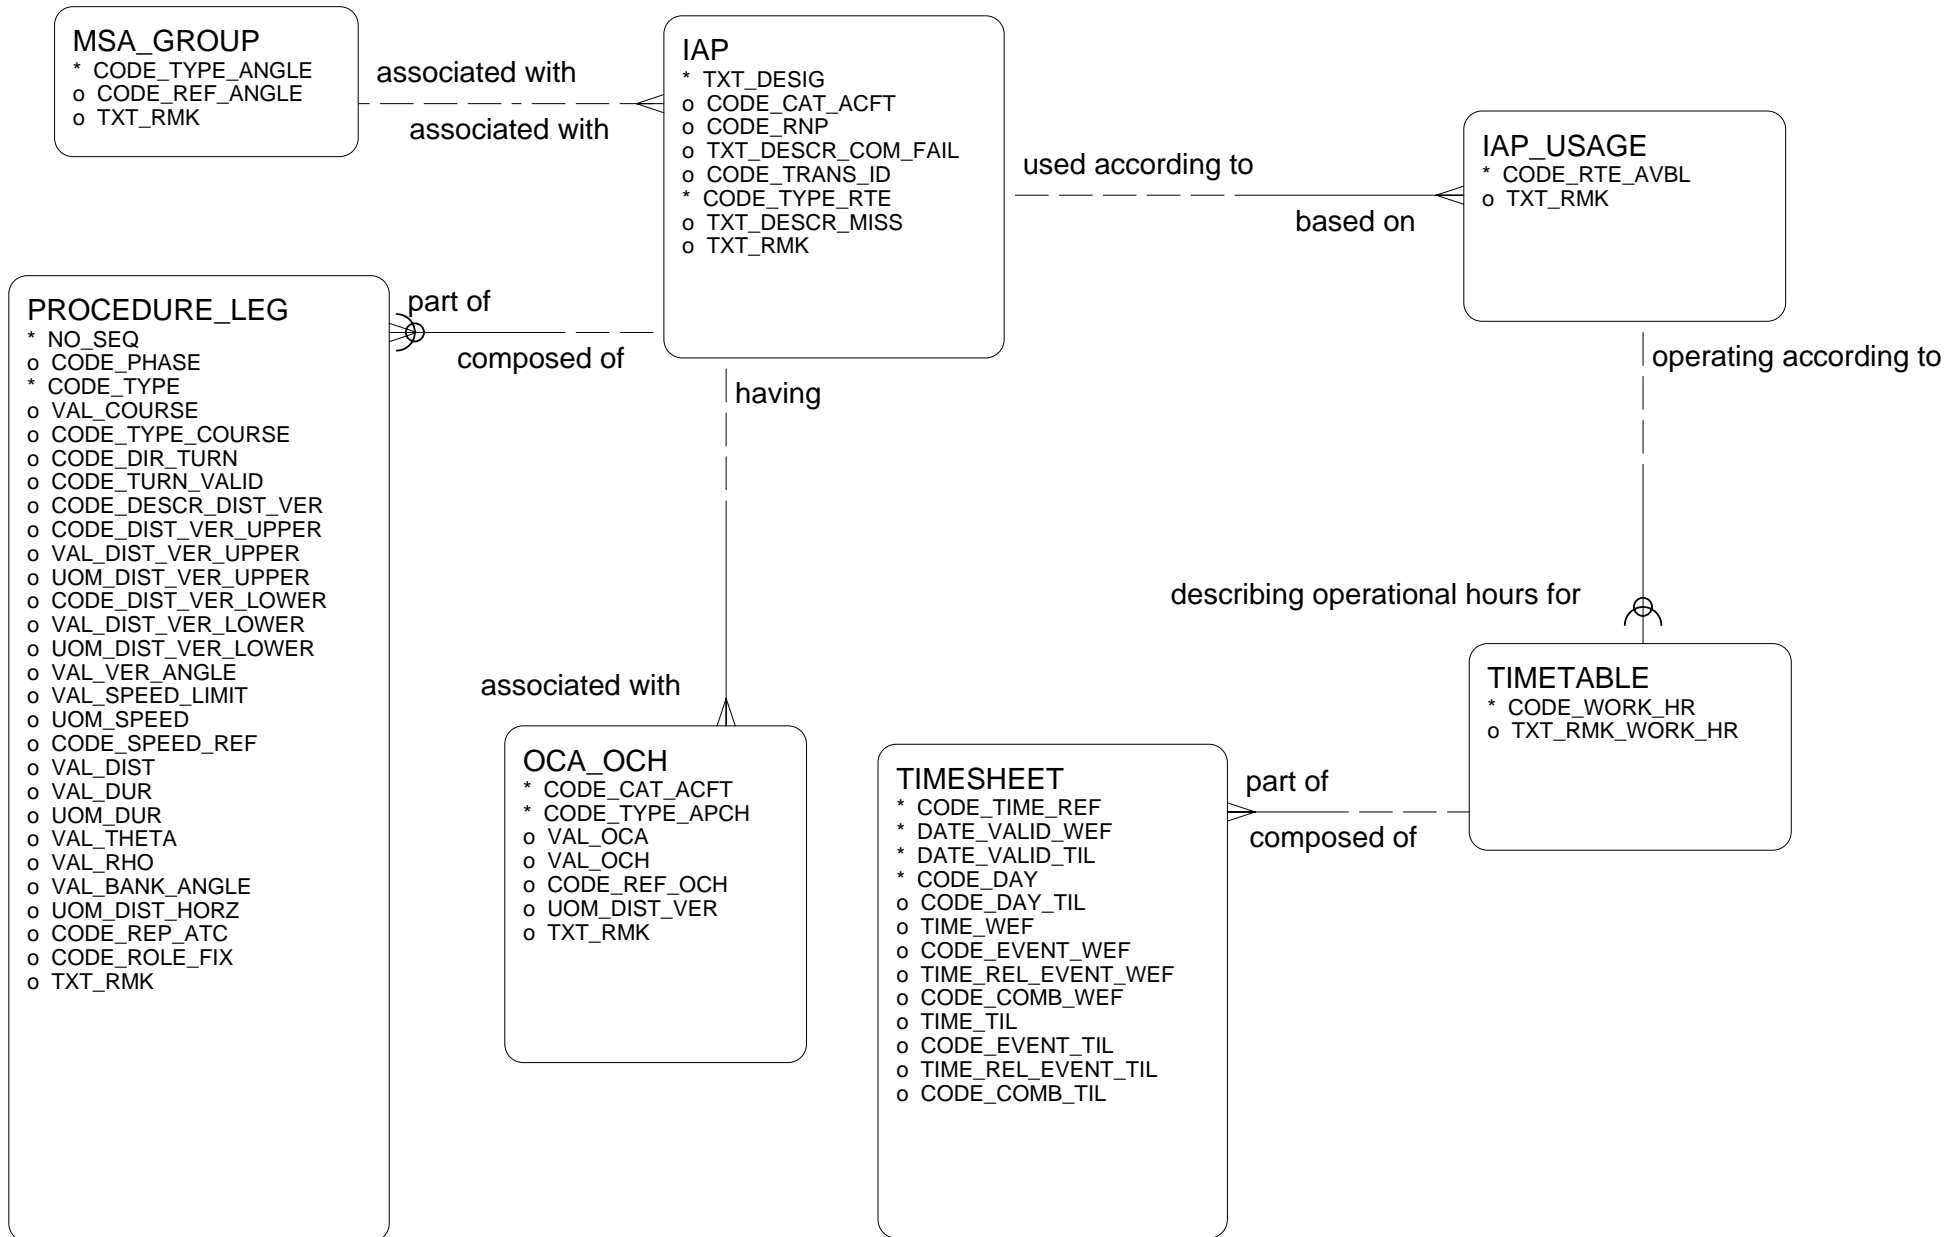 MSA_GROUP
* CODE_TYPE_ANGLE
o CODE_REF_ANGLE
o TXT_RMK
associated with
associated with
IAP
* TXT_DESIG
o CODE_CAT_ACFT
o CODE_RNP
o TXT_DESCR_COM_FAIL
o CODE_TRANS_ID
* CODE_TYPE_RTE
o TXT_DESCR_MISS
o TXT_RMK
used according to
based on
IAP_USAGE
* CODE_RTE_AVBL
o TXT_RMK
PROCEDURE_LEG
* NO_SEQ
o CODE_PHASE
* CODE_TYPE
o VAL_COURSE
o CODE_TYPE_COURSE
o CODE_DIR_TURN
o CODE_TURN_VALID
o CODE_DESCR_DIST_VER
o CODE_DIST_VER_UPPER
o VAL_DIST_VER_UPPER
o UOM_DIST_VER_UPPER
o CODE_DIST_VER_LOWER
o VAL_DIST_VER_LOWER
o UOM_DIST_VER_LOWER
o VAL_VER_ANGLE
o VAL_SPEED_LIMIT
o UOM_SPEED
o CODE_SPEED_REF
o VAL_DIST
o VAL_DUR
o UOM_DUR
o VAL_THETA
o VAL_RHO
o VAL_BANK_ANGLE
o UOM_DIST_HORZ
o CODE_REP_ATC
o CODE_ROLE_FIX
o TXT_RMK
part of
composed of
having
associated with
operating according to
describing operational hours for
OCA_OCH
* CODE_CAT_ACFT
* CODE_TYPE_APCH
o VAL_OCA
o VAL_OCH
o CODE_REF_OCH
o UOM_DIST_VER
o TXT_RMK
TIMESHEET
* CODE_TIME_REF
* DATE_VALID_WEF
* DATE_VALID_TIL
* CODE_DAY
o CODE_DAY_TIL
o TIME_WEF
o CODE_EVENT_WEF
o TIME_REL_EVENT_WEF
o CODE_COMB_WEF
o TIME_TIL
o CODE_EVENT_TIL
o TIME_REL_EVENT_TIL
o CODE_COMB_TIL
part of
composed of
TIMETABLE
* CODE_WORK_HR
o TXT_RMK_WORK_HR